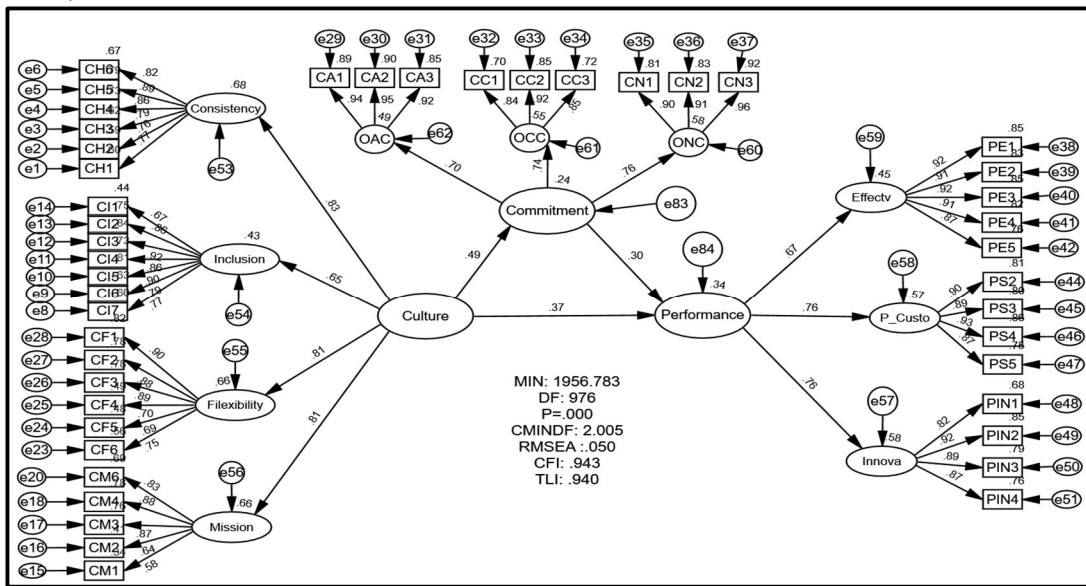 e6
CH6
.67
.82
e5
CH5
.89
e4
CH4
.86
e3
CH3
.79
e2
CH2
.76
e1
CH1
.77
.68
Consistency
e53
.44
e14
CI1
.67
e13
CI2
.86
e12
CI3
e11
CI4
.92
e10
CI5
.86
e9
CI6
.90
e8
CI7
.79
.77
.43
Inclusion
e54
e28
CF1
.90
e27
CF2
.88
e26
CF3
.89
e25
CF4
.70
e24
CF5
.69
e23
CF6
.75
e55
.66
Filexibility
e20
CM6
.83
e18
CM4
.88
e17
CM3
e16
CM2
.87
e15
CM1
.64
.58
e56
.66
Mission
.83
.65
.81
.81
Culture
.49
.37
e29
e30
e31
.89
.90
.85
CA1
CA2
CA3
.94
.95
.92
.49
OAC
e62
e32
e33
e34
.70
.85
.72
CC1
CC2
CC3
.84
.92
.85
.55
OCC
e61
e35
e36
e37
.81
.83
.92
CN1
CN2
CN3
.90
.91
.96
.58
ONC
e60
.70
.74
.76
.24
Commitment
e83
.30
e84
.34
Performance
.67
.76
.76
e59
.45
Effectv
.85
.92
PE1
e38
.91
PE2
e39
.92
PE3
e40
.91
PE4
e41
.87
PE5
e42
e58
.57
P_Custo
.81
.90
PS2
e44
.89
PS3
e45
.93
PS4
e46
.87
PS5
e47
e57
.58
Innova
.68
.82
PIN1
e48
.85
.92
PIN2
e49
.79
.89
PIN3
e50
.76
.87
PIN4
e51
MIN: 1956.783
DF: 976
P=.000
CMINDF: 2.005
RMSEA :.050
CFI: .943
TLI: .940